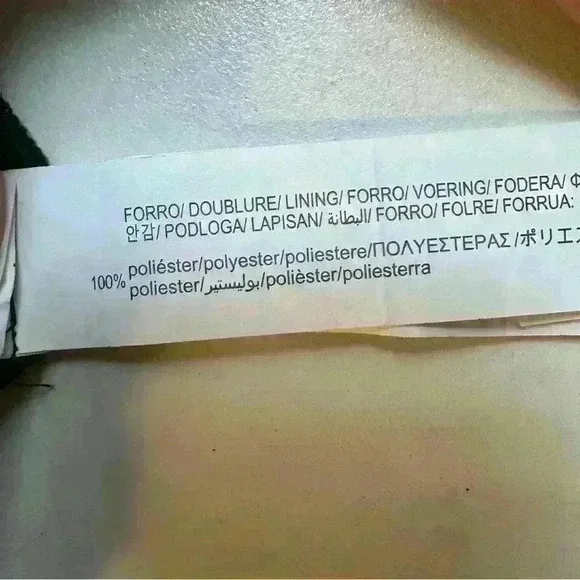 FORRO/ DOUBLURE/ LINING/ FORRO/ VOERING/ FODERA/
안감/ PODLOGA/ LAPISAN/ البطانة/ FORRO/ FOLRE/ FORRUA:
100% poliéster/polyester/poliestere/ΠΟΛΥΕΣΤΕΡΑΣ/ポリエ
poliester/بوليستير/polièster/poliesterra